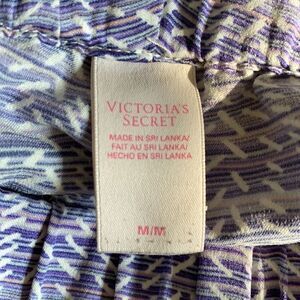 VICTORIA'S
SECRET
MADE IN SRI LANKA/
FAIT AU SRI LANKA/
HECHO EN SRI LANKA
M/M